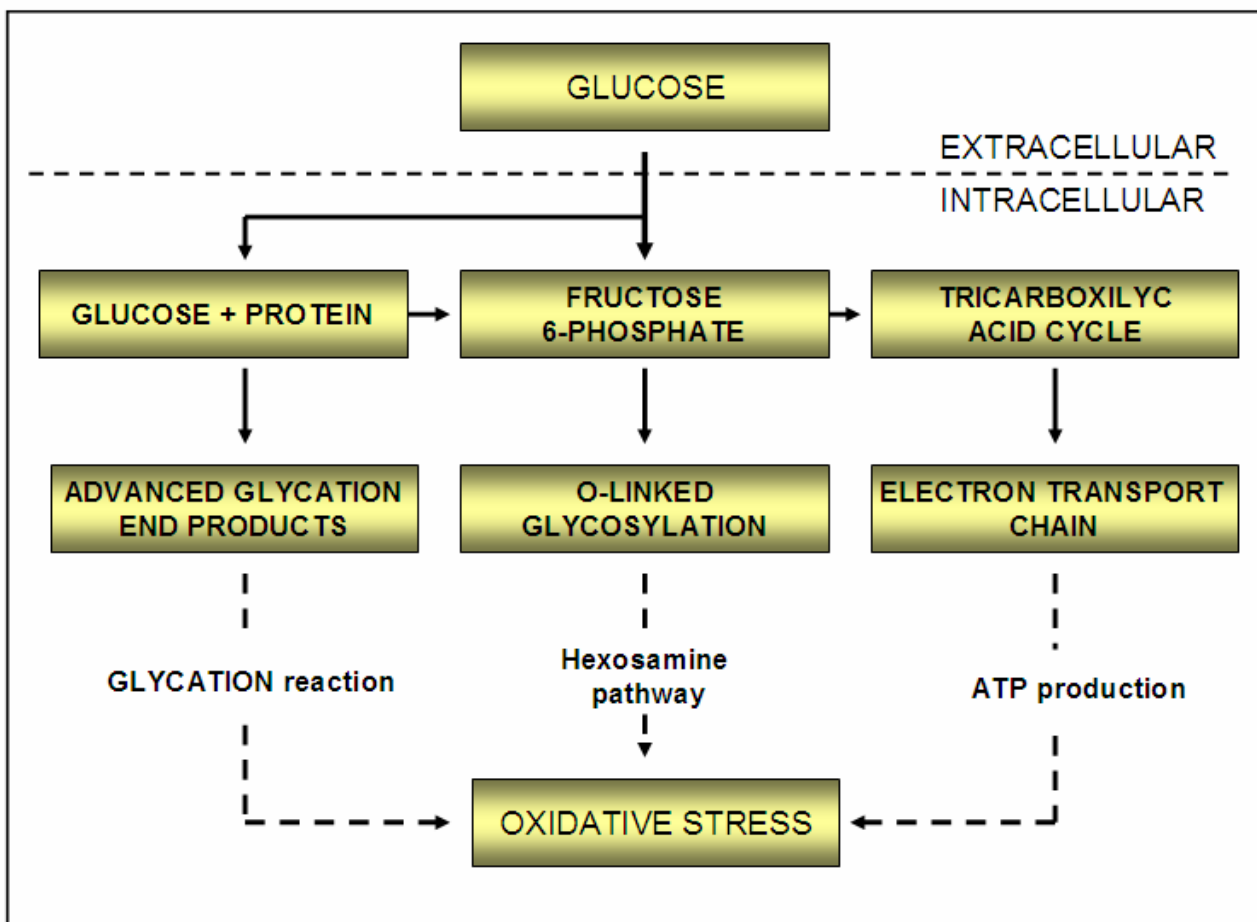 GLUCOSE
EXTRACELLULAR
INTRACELLULAR
GLUCOSE + PROTEIN
FRUCTOSE
6-PHOSPHATE
TRICARBOXILYC
ACID CYCLE
ADVANCED GLYCATION
END PRODUCTS
O-LINKED
GLYCOSYLATION
ELECTRON TRANSPORT
CHAIN
GLYCATION reaction
Hexosamine
pathway
ATP production
OXIDATIVE STRESS